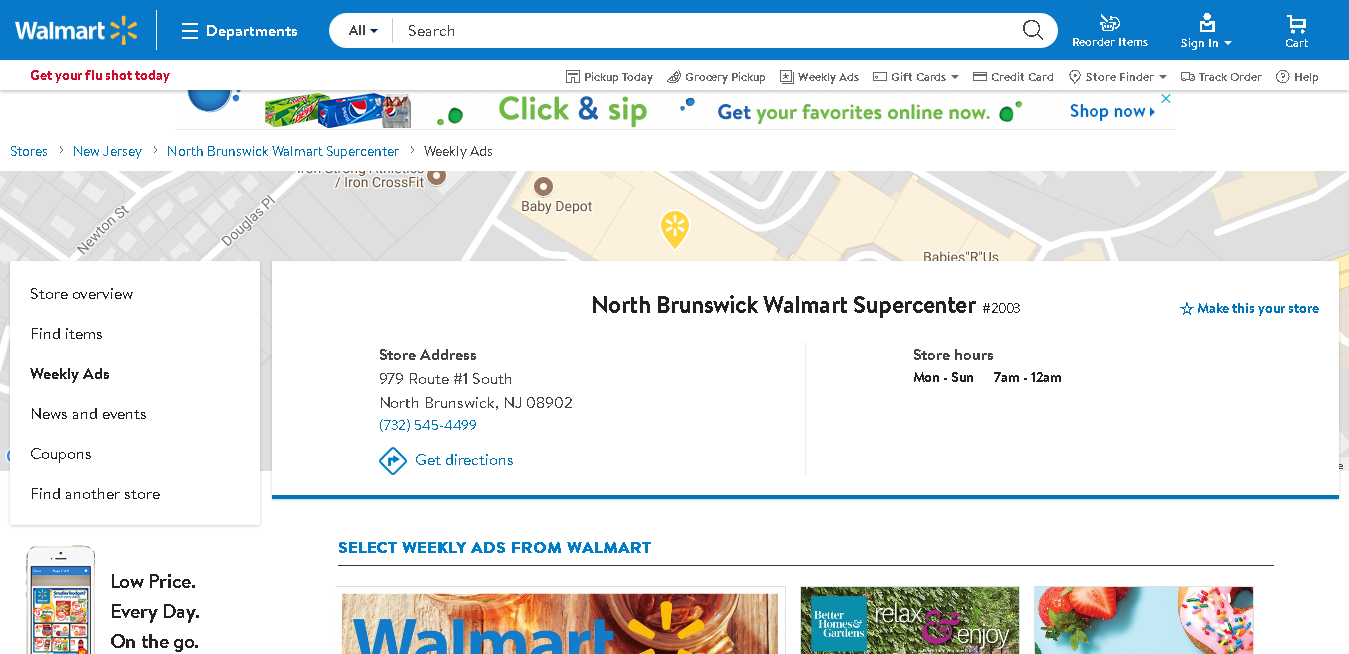 Walmart
Departments
All
Search
Reorder Items
Sign In
Cart
Get your flu shot today
Pickup Today
Grocery Pickup
Weekly Ads
Gift Cards
Credit Card
Store Finder
Track Order
Help
Click & sip
Get your favorites online now.
Shop now
Stores
New Jersey
North Brunswick Walmart Supercenter
Weekly Ads
Iron Strong Athletics
/ Iron CrossFit
Baby Depot
Newton St
Douglas Pl
Babies"R"Us
Store overview
Find items
Weekly Ads
News and events
Coupons
Find another store
North Brunswick Walmart Supercenter #2003
Make this your store
Store Address
979 Route #1 South
North Brunswick, NJ 08902
(732) 545-4499
Get directions
Store hours
Mon - Sun 7am - 12am
SELECT WEEKLY ADS FROM WALMART
Low Price.
Every Day.
On the go.
Walmart
Better
Homes
& Gardens
relax & enjoy